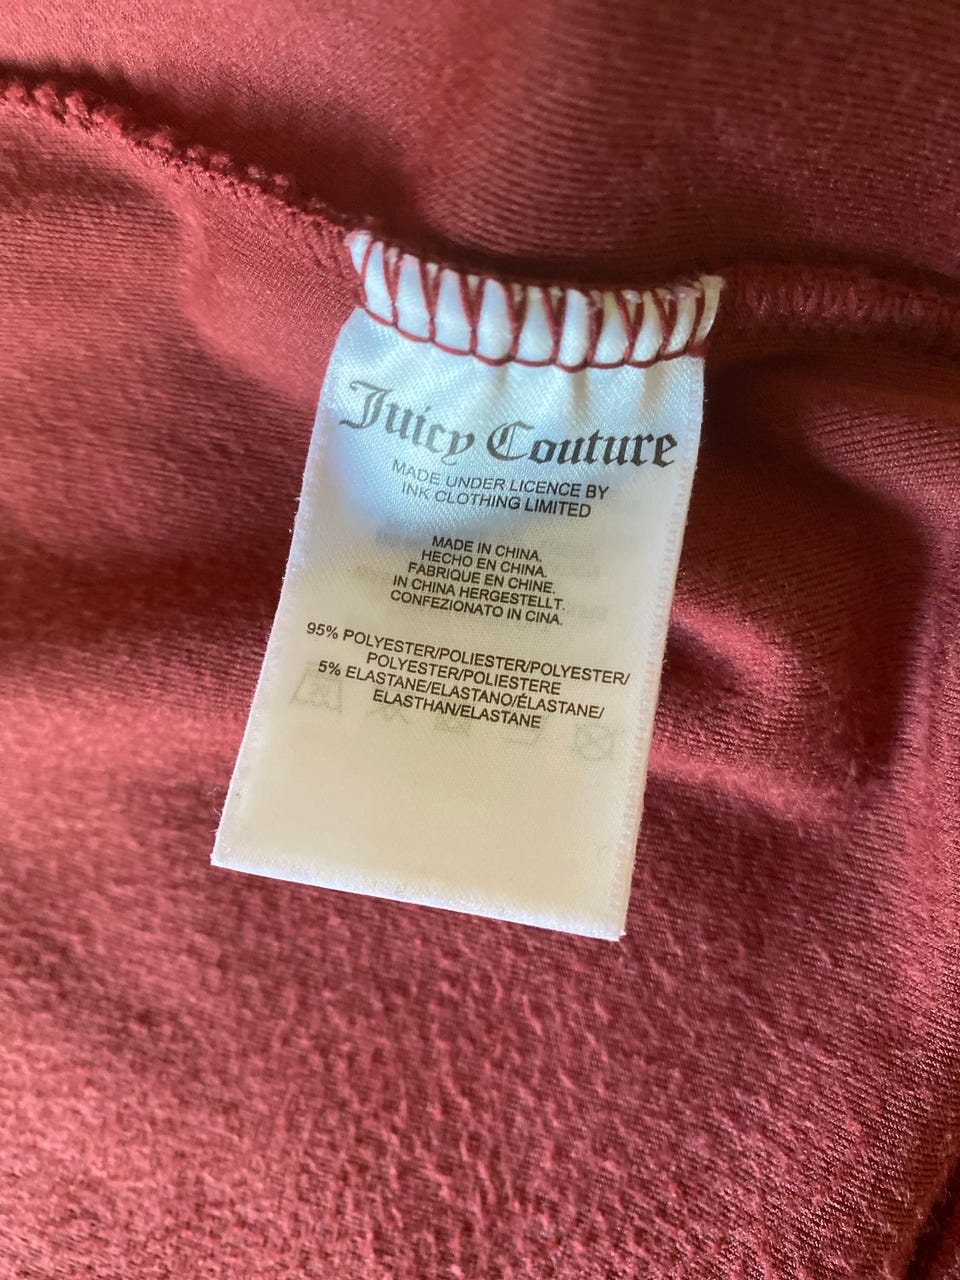 Juicy Couture
MADE UNDER LICENCE BY
INK CLOTHING LIMITED
MADE IN CHINA.
HECHO EN CHINA.
FABRIQUE EN CHINE.
IN CHINA HERGESTELLT.
CONFEZIONATO IN CINA.
95% POLYESTER/POLIESTER/POLYESTER/
POLYESTER/POLIESTERE
5% ELASTANE/ELASTANO/ÉLASTANE/
ELASTHAN/ELASTANE